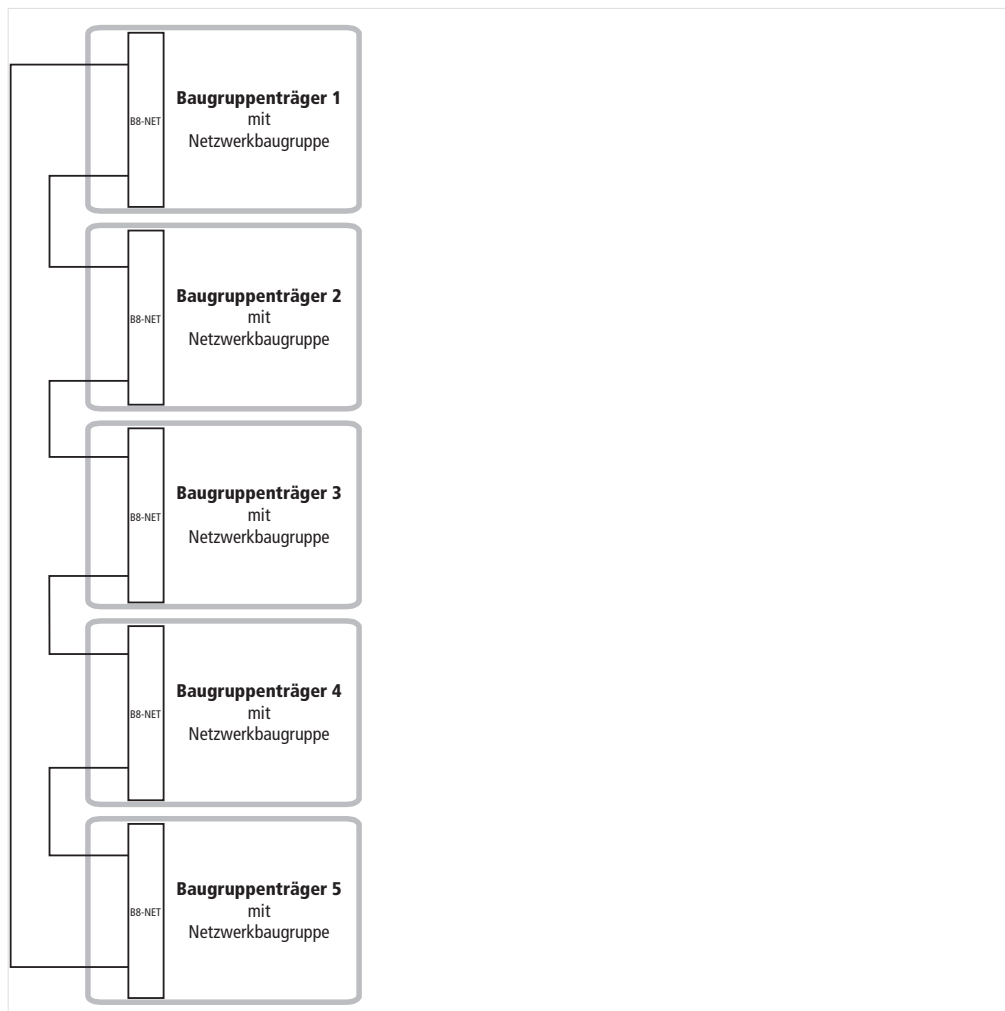 Baugruppenträger 1
mit
B8-NET
Netzwerkbaugruppe
Baugruppenträger 2
mit
B8-NET
Netzwerkbaugruppe
Baugruppenträger 3
mit
B8-NET
Netzwerkbaugruppe
Baugruppenträger 4
mit
B8-NET
Netzwerkbaugruppe
Baugruppenträger 5
mit
B8-NET
Netzwerkbaugruppe